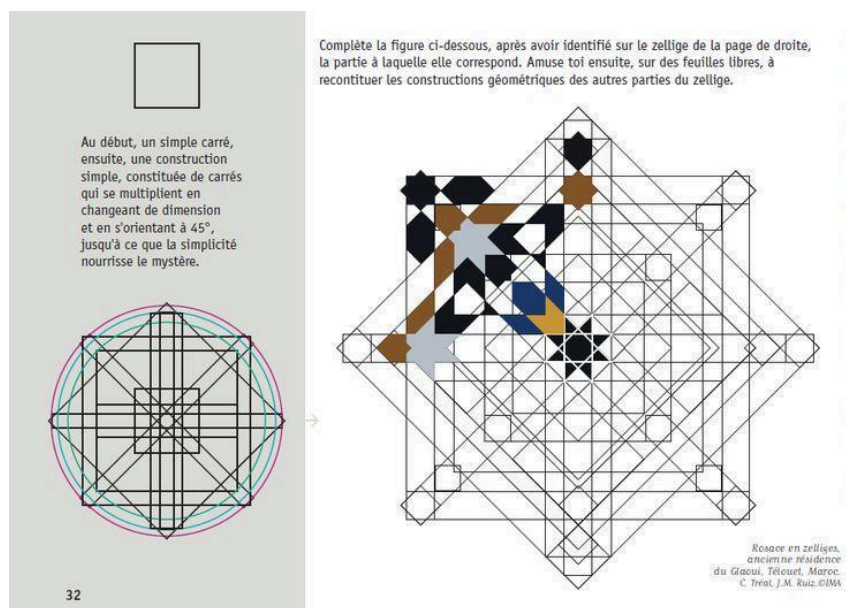 Complète la figure ci-dessous, après avoir identifié sur le zellige de la page de droite,
la partie à laquelle elle correspond. Amuse toi ensuite, sur des feuilles libres, à
recontituer les constructions géométriques des autres parties du zellige.
Au début, un simple carré,
ensuite, une construction
simple, constituée de carrés
qui se multiplient en
changeant de dimension
et en s'orientant à 45°,
jusqu'à ce que la simplicité
nourrisse le mystère.
Rosace en zelliges,
ancienne résidence
du Glaoui, Télouet, Maroc.
C. Tréal, J.M. Ruiz.©IMA
32